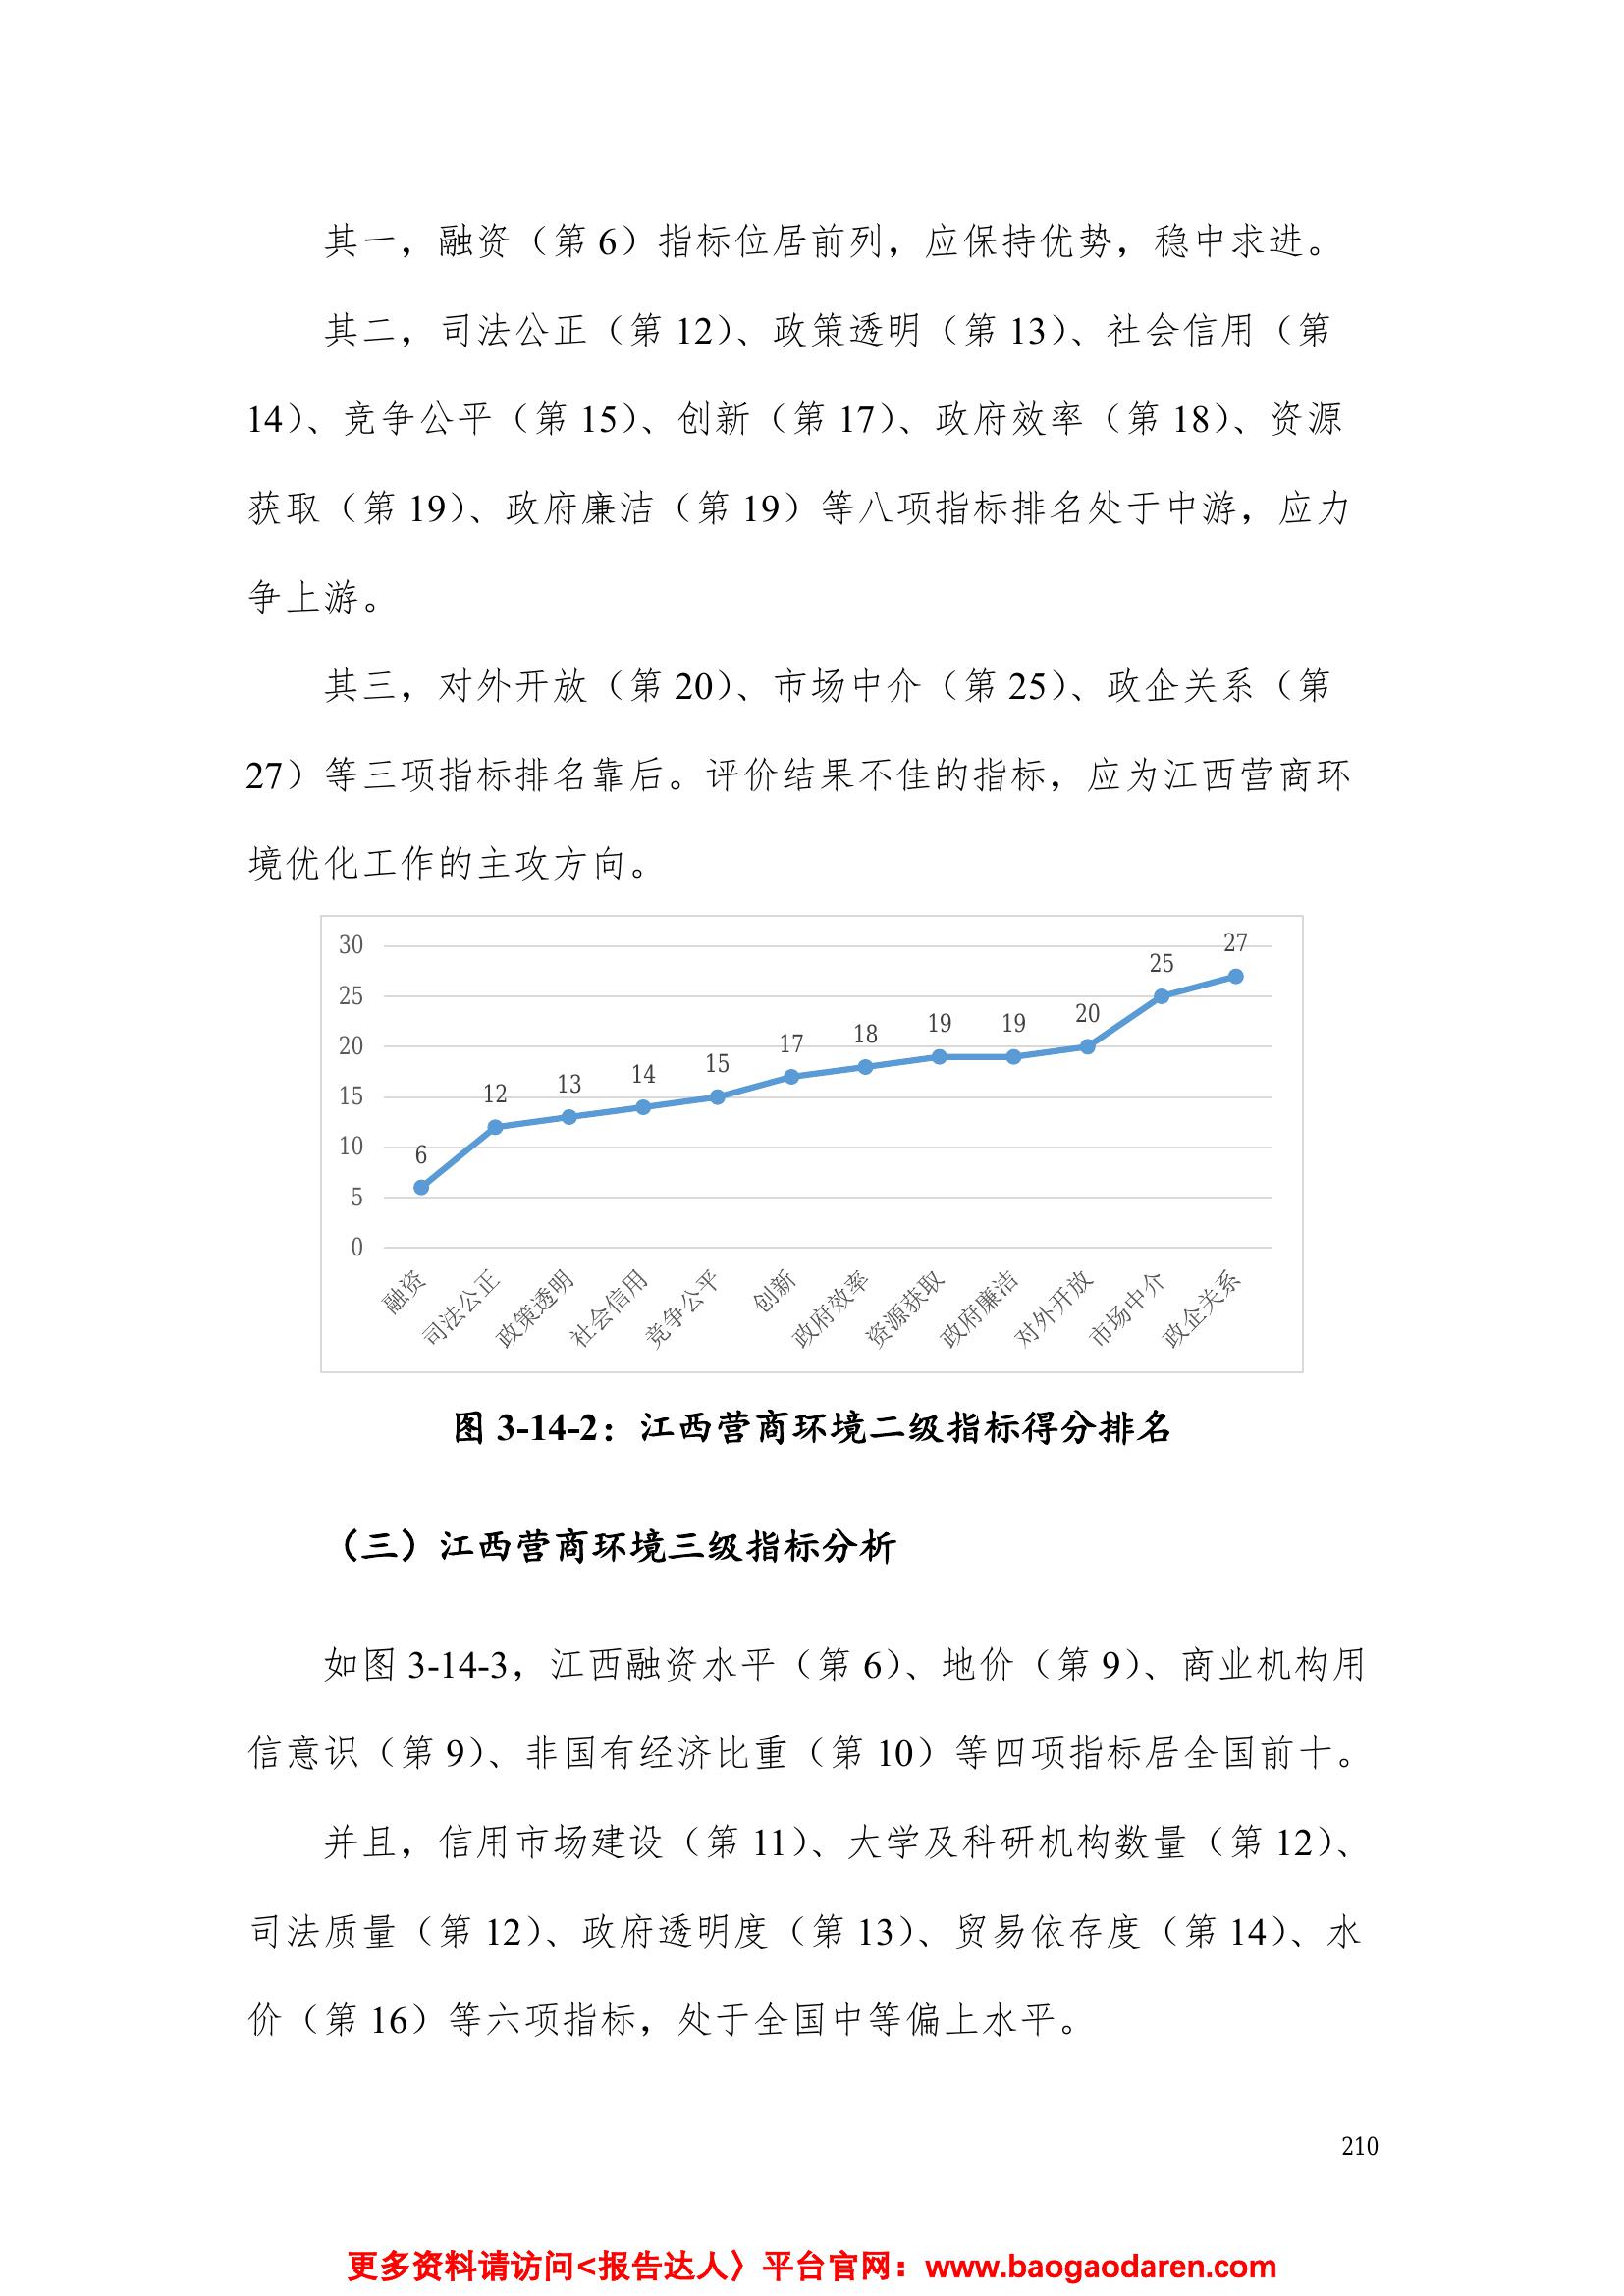 其一，融资（第 6）指标位居前列，应保持优势，稳中求进。
其二，司法公正（第 12）、政策透明（第 13）、社会信用（第
14）、竞争公平（第 15）、创新（第 17）、政府效率（第 18）、资源
获取（第 19）、政府廉洁（第 19）等八项指标排名处于中游，应力
争上游。
其三，对外开放（第 20）、市场中介（第 25）、政企关系（第
27）等三项指标排名靠后。评价结果不佳的指标，应为江西营商环
境优化工作的主攻方向。
30
25
20
15
10
5
0
6
12
13
14
15
17
18
19
19
20
25
27
融资
司法公正
政策透明
社会信用
竞争公平
创新
政府效率
资源获取
政府廉洁
对外开放
市场中介
政企关系
图 3-14-2：江西营商环境二级指标得分排名
（三）江西营商环境三级指标分析
如图 3-14-3，江西融资水平（第 6）、地价（第 9）、商业机构用
信意识（第 9）、非国有经济比重（第 10）等四项指标居全国前十。
并且，信用市场建设（第 11）、大学及科研机构数量（第 12）、
司法质量（第 12）、政府透明度（第 13）、贸易依存度（第 14）、水
价（第 16）等六项指标，处于全国中等偏上水平。
210
更多资料请访问<报告达人〉平台官网：www.baogaodaren.com